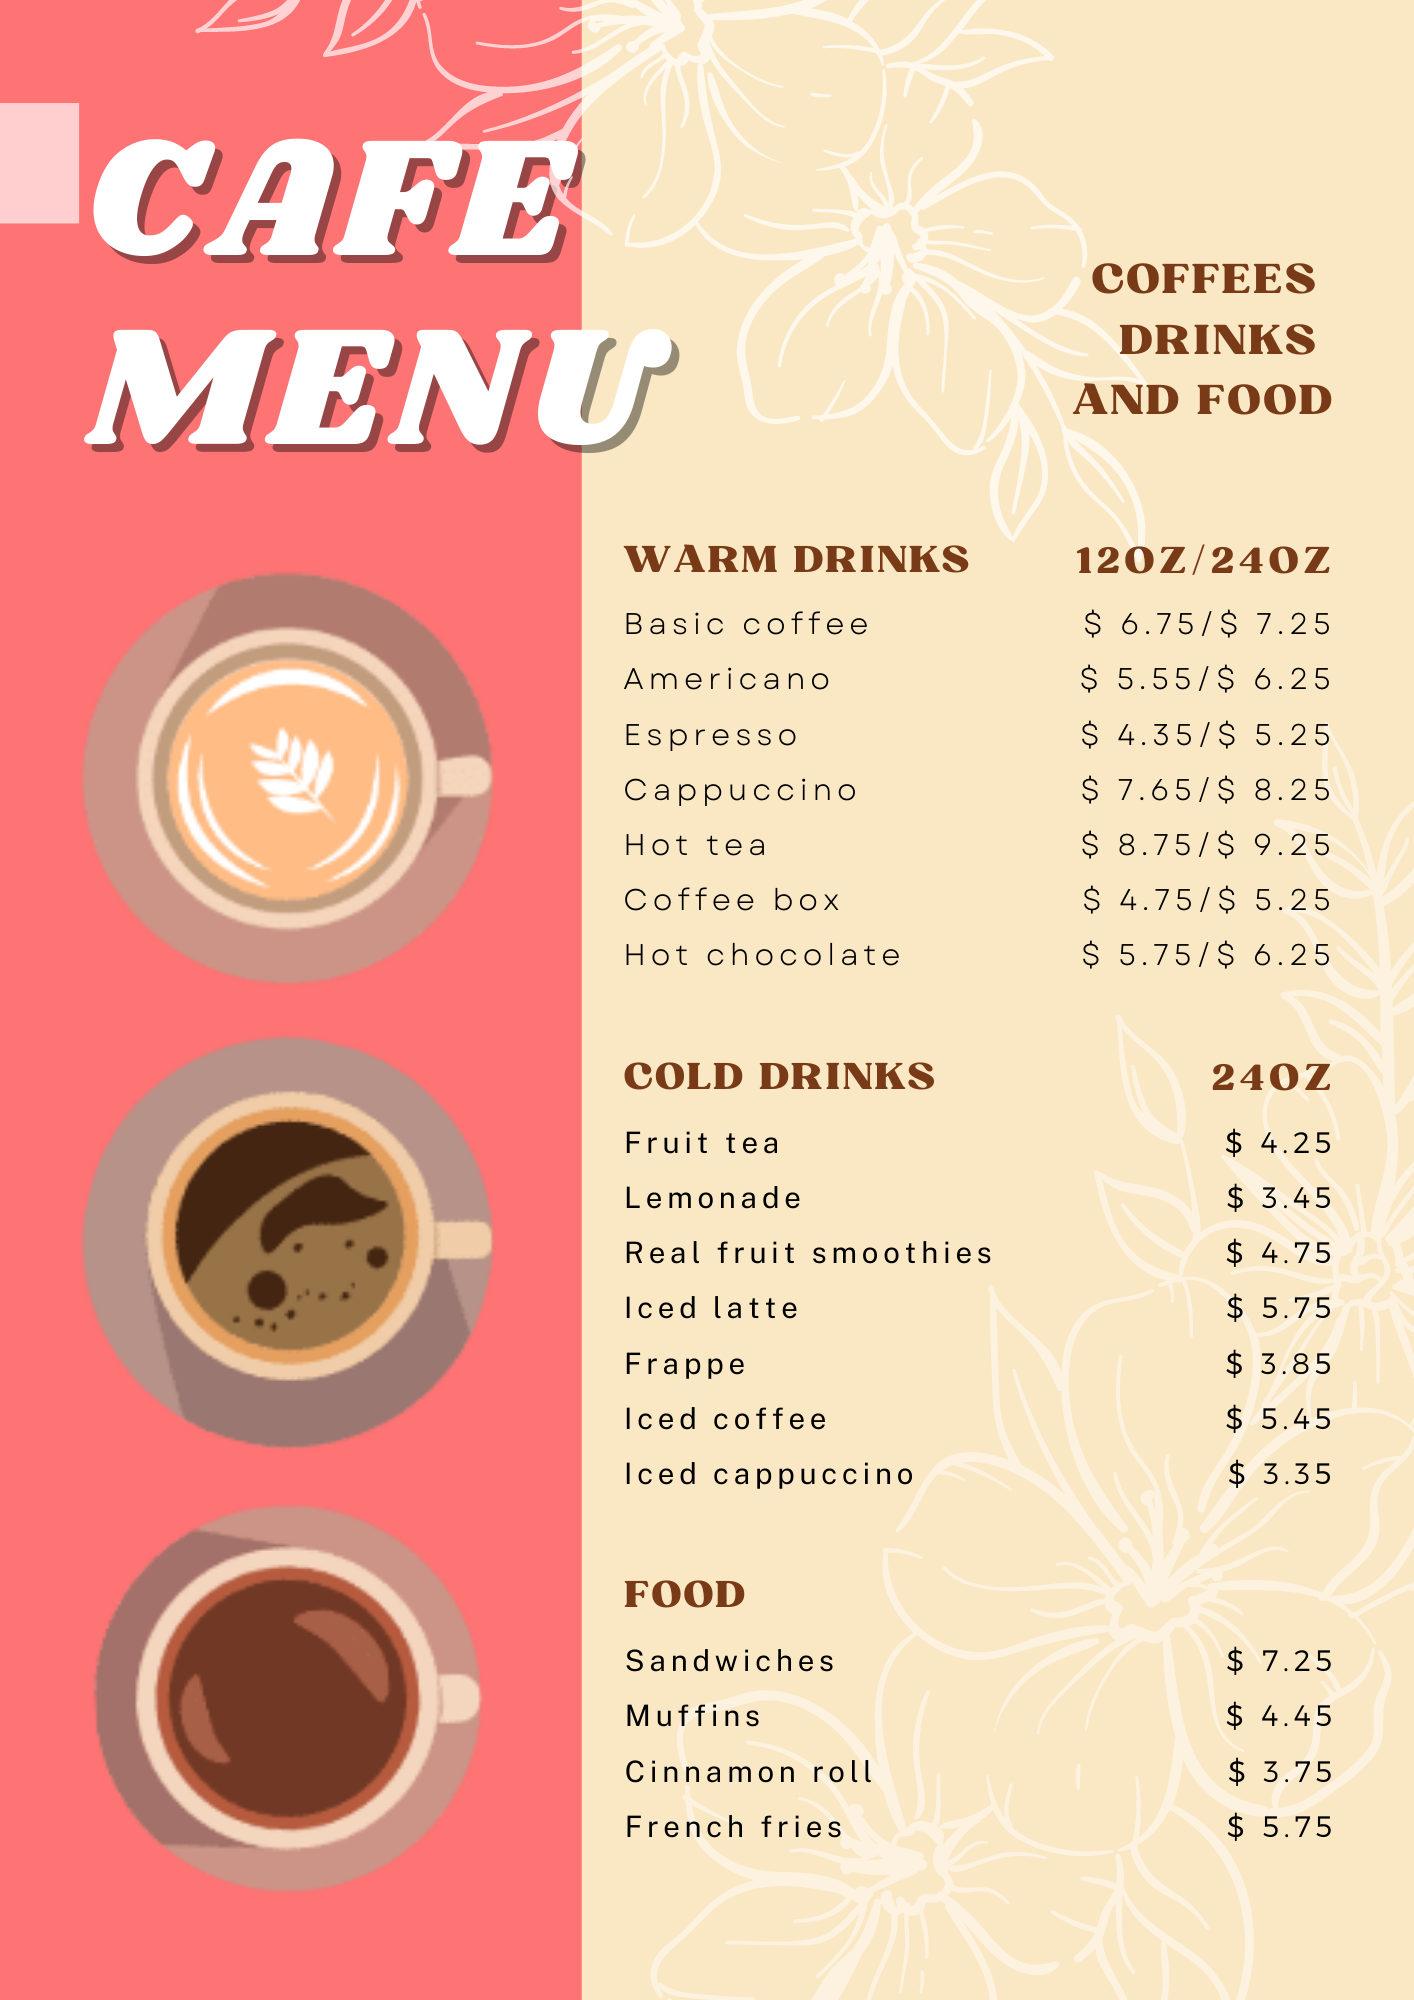 CAFE
MENU
COFFEES
DRINKS
AND FOOD
WARM DRINKS 12OZ/24OZ
Basic coffee $ 6.75/$ 7.25
Americano $ 5.55/$ 6.25
Espresso $ 4.35/$ 5.25
Cappuccino $ 7.65/$ 8.25
Hot tea $ 8.75/$ 9.25
Coffee box $ 4.75/$ 5.25
Hot chocolate $ 5.75/$ 6.25
COLD DRINKS 24OZ
Fruit tea $ 4.25
Lemonade $ 3.45
Real fruit smoothies $ 4.75
Iced latte $ 5.75
Frappe $ 3.85
Iced coffee $ 5.45
Iced cappuccino $ 3.35
FOOD
Sandwiches $ 7.25
Muffins $ 4.45
Cinnamon roll $ 3.75
French fries $ 5.75